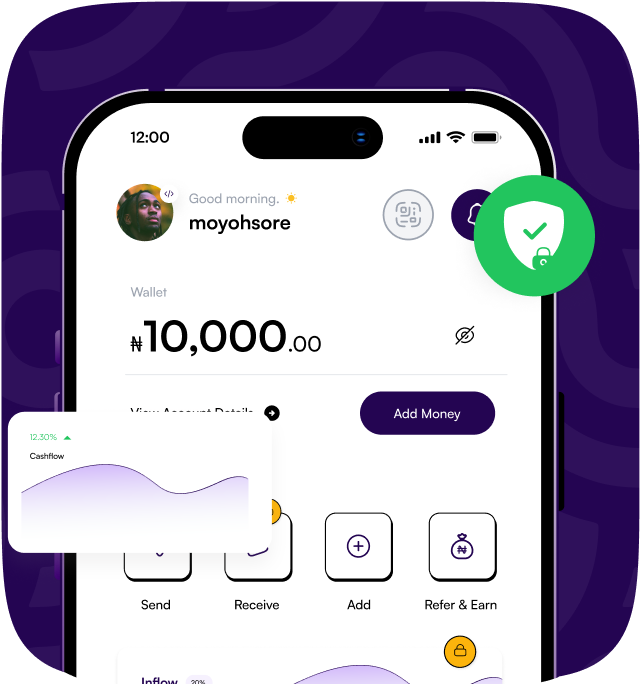 12:00
</>
Good morning.
moyohsore
Wallet
₦10,000.00
View Account Details
Add Money
12.30%
Cashflow
₦
Send
Receive
Add
Refer & Earn
Inflow 20%